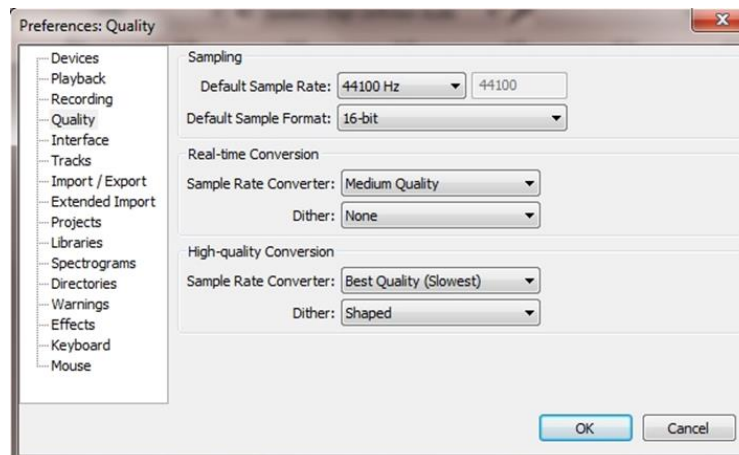 Preferences: Quality
Devices
Playback
Recording
Quality
Interface
Tracks
Import / Export
Extended Import
Projects
Libraries
Spectrograms
Directories
Warnings
Effects
Keyboard
Mouse
Sampling
Default Sample Rate: 44100 Hz 44100
Default Sample Format: 16-bit
Real-time Conversion
Sample Rate Converter: Medium Quality
Dither: None
High-quality Conversion
Sample Rate Converter: Best Quality (Slowest)
Dither: Shaped
OK Cancel